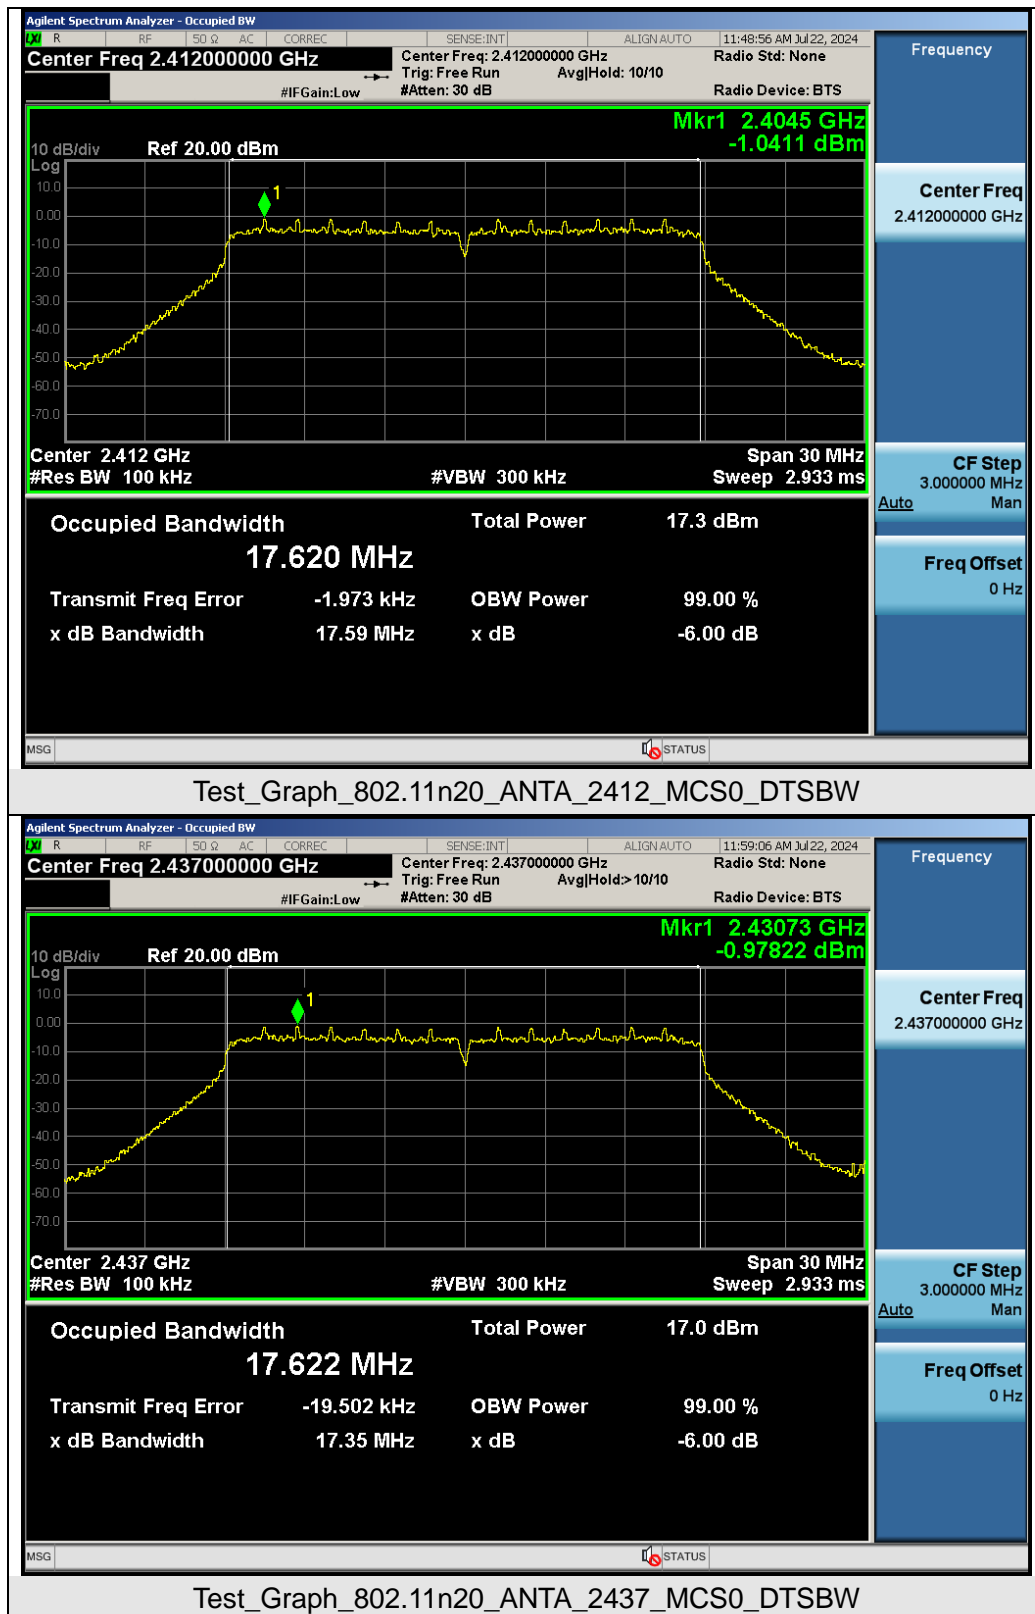 Agilent Spectrum Analyzer - Occupied BW
LXI R RF 50 Ω AC CORREC SENSE:INT ALIGN AUTO 11:48:56 AM Jul 22, 2024
Center Freq 2.412000000 GHz
Center Freq: 2.412000000 GHz
Radio Std: None
Trig: Free Run Avg|Hold: 10/10
#IFGain:Low #Atten: 30 dB Radio Device: BTS
Frequency
Mkr1 2.4045 GHz
-1.0411 dBm
10 dB/div Ref 20.00 dBm
Log
10.0
0.00
-10.0
-20.0
-30.0
-40.0
-50.0
-60.0
-70.0
1
Center 2.412 GHz Span 30 MHz
#Res BW 100 kHz #VBW 300 kHz Sweep 2.933 ms
Center Freq
2.412000000 GHz
CF Step
3.000000 MHz
Auto Man
Freq Offset
0 Hz
Occupied Bandwidth Total Power 17.3 dBm
17.620 MHz
Transmit Freq Error -1.973 kHz OBW Power 99.00 %
x dB Bandwidth 17.59 MHz x dB -6.00 dB
MSG STATUS
Test_Graph_802.11n20_ANTA_2412_MCS0_DTSBW
Agilent Spectrum Analyzer - Occupied BW
LXI R RF 50 Ω AC CORREC SENSE:INT ALIGN AUTO 11:59:06 AM Jul 22, 2024
Center Freq 2.437000000 GHz
Center Freq: 2.437000000 GHz
Radio Std: None
Trig: Free Run Avg|Hold:>10/10
#IFGain:Low #Atten: 30 dB Radio Device: BTS
Frequency
Mkr1 2.43073 GHz
-0.97822 dBm
10 dB/div Ref 20.00 dBm
Log
10.0
0.00
-10.0
-20.0
-30.0
-40.0
-50.0
-60.0
-70.0
1
Center 2.437 GHz Span 30 MHz
#Res BW 100 kHz #VBW 300 kHz Sweep 2.933 ms
Center Freq
2.437000000 GHz
CF Step
3.000000 MHz
Auto Man
Freq Offset
0 Hz
Occupied Bandwidth Total Power 17.0 dBm
17.622 MHz
Transmit Freq Error -19.502 kHz OBW Power 99.00 %
x dB Bandwidth 17.35 MHz x dB -6.00 dB
MSG STATUS
Test_Graph_802.11n20_ANTA_2437_MCS0_DTSBW